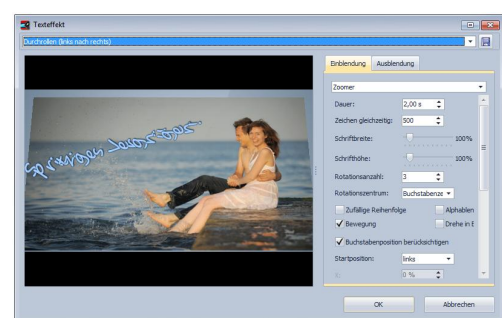 Texteffekt
Durchrollen (links nach rechts)
Einblendung Ausblendung
Zoomer
Dauer: 2,00 s
Zeichen gleichzeitig: 500
Schriftbreite: 100%
Schrifthöhe: 100%
Rotationsanzahl: 3
Rotationszentrum: Buchstabenze
Zufällige Reihenfolge Alphablen
Bewegung Drehe in E
Buchstabenposition berücksichtigen
Startposition: links
0 %
OK Abbrechen